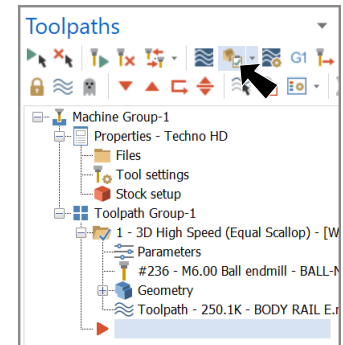 Toolpaths
G1
Machine Group-1
Properties - Techno HD
Files
Tool settings
Stock setup
Toolpath Group-1
1 - 3D High Speed (Equal Scallop) - [W
Parameters
#236 - M6.00 Ball endmill - BALL-N
Geometry
Toolpath - 250.1K - BODY RAIL E.n